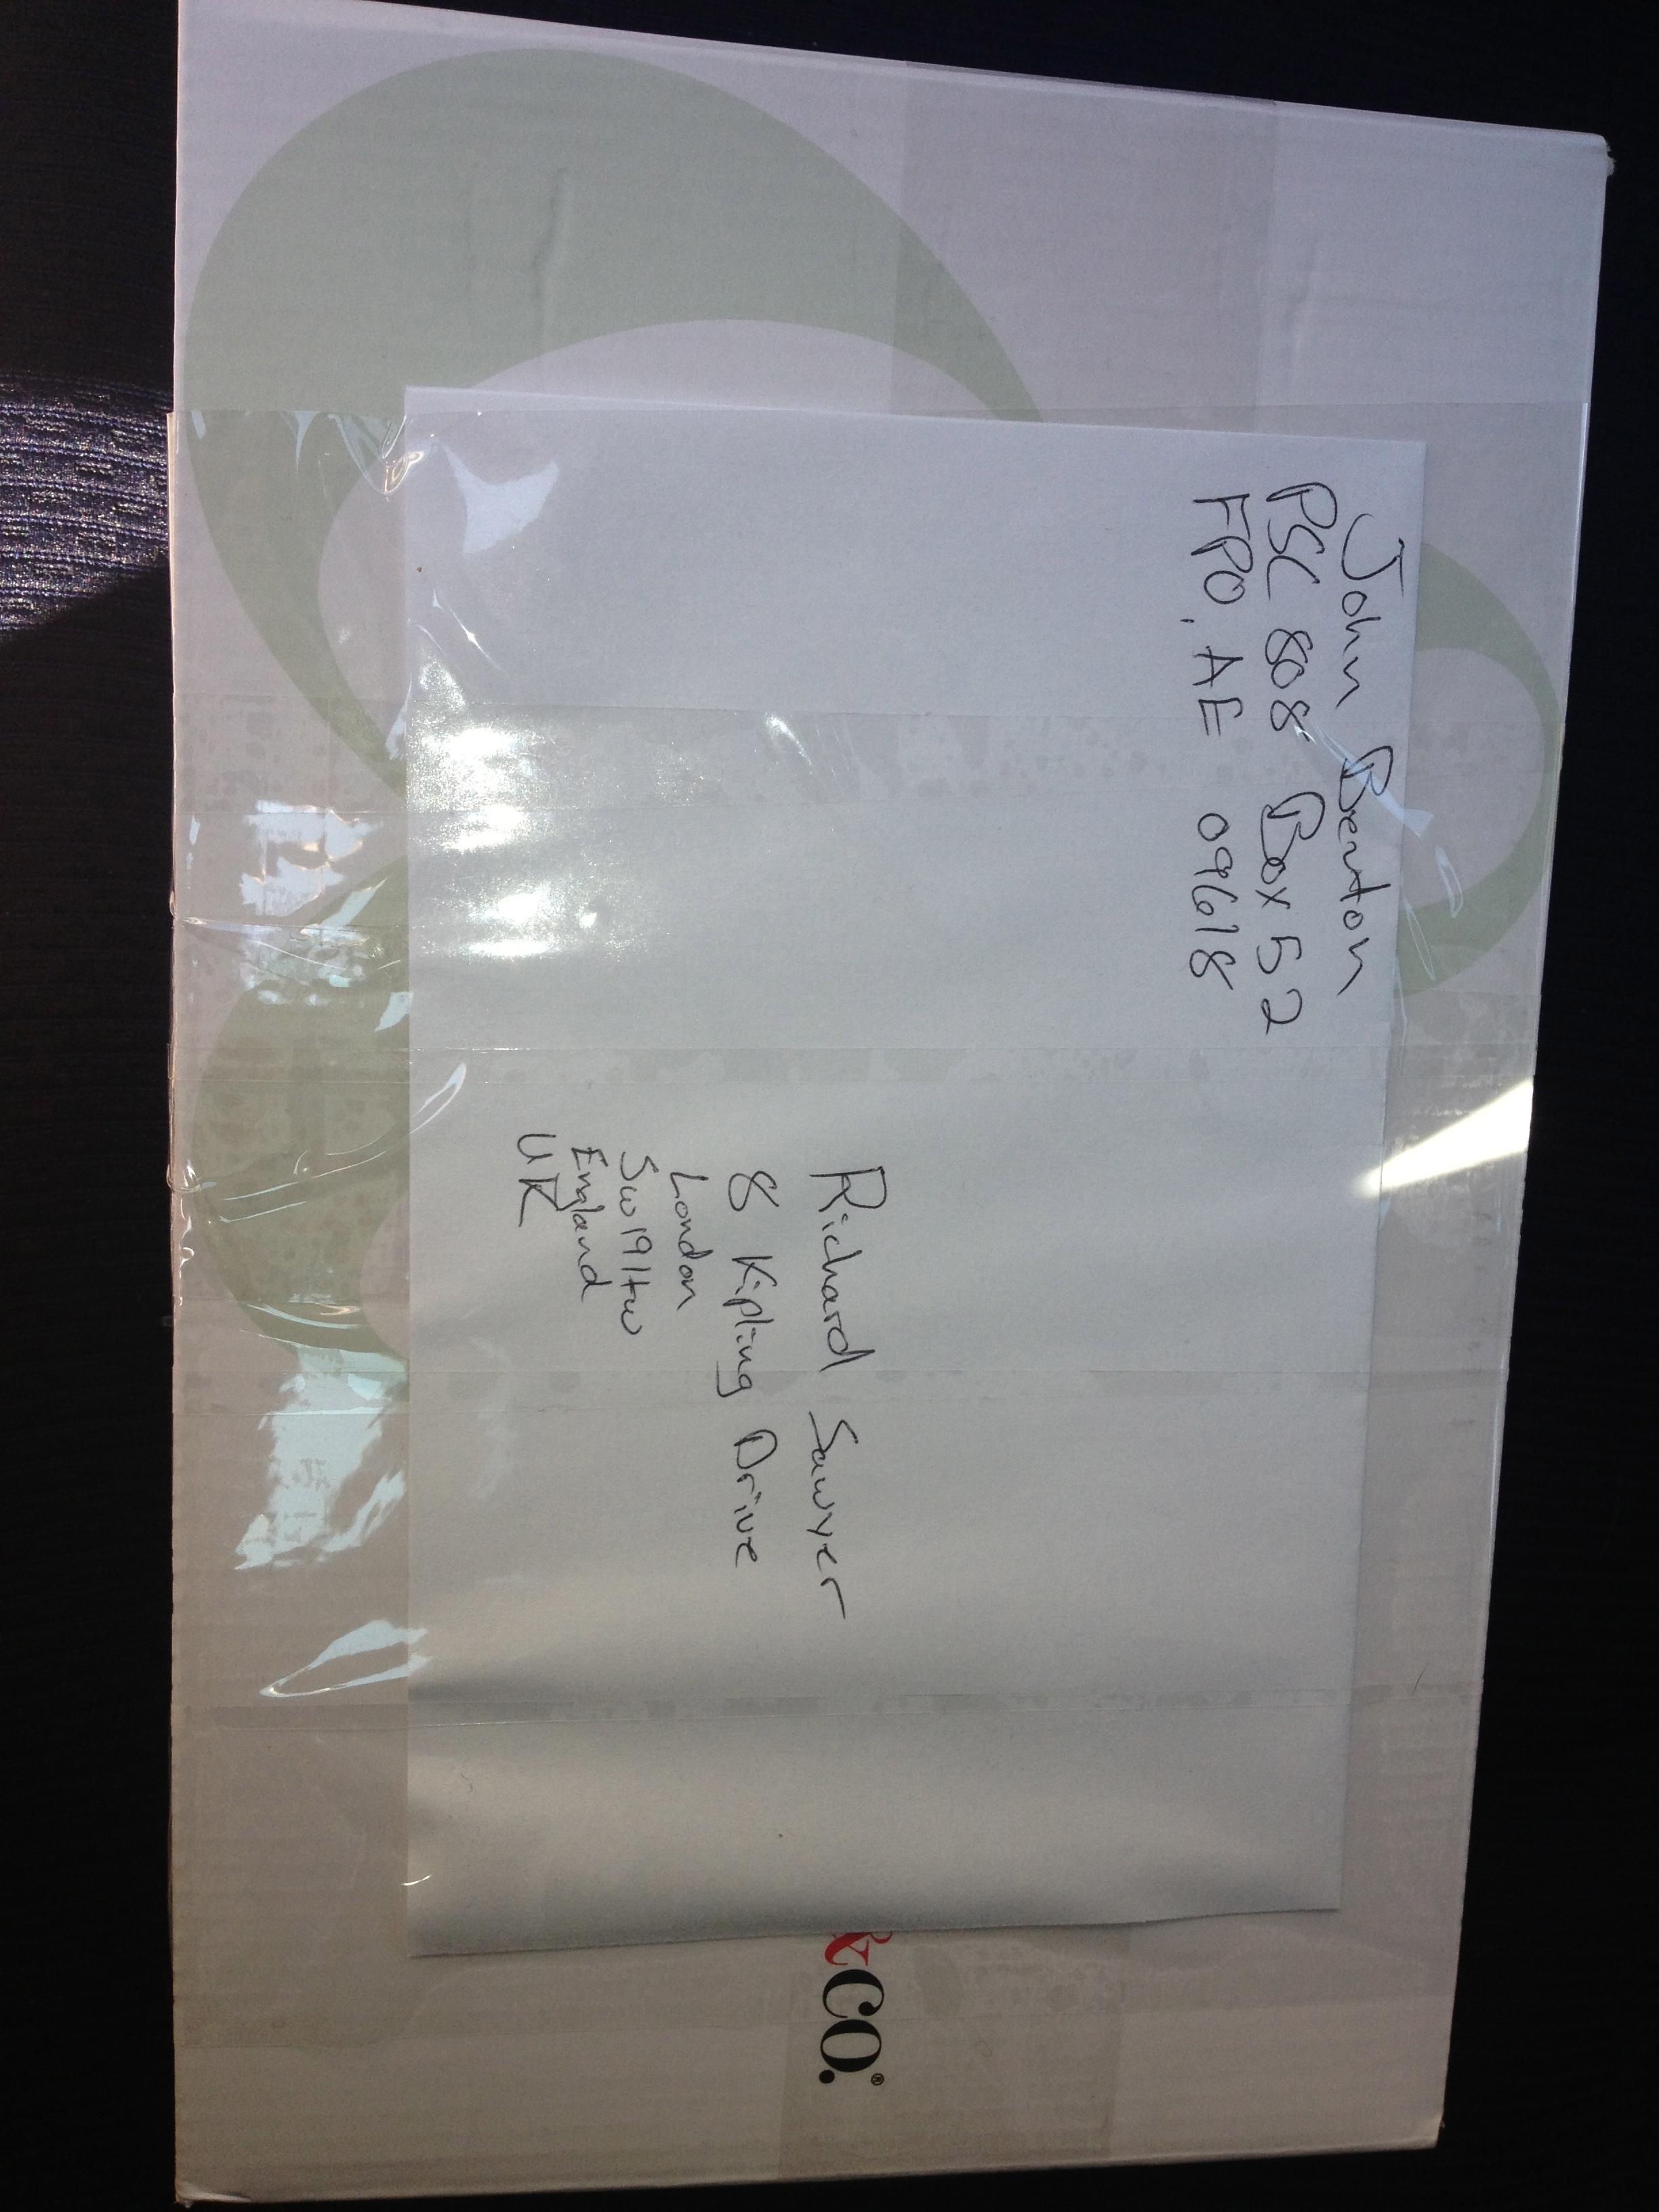 John Benton
PSC 808 Box 52
FPO, AE 09618
Richard Sawyer
8 Kipling Drive
London
SW19 1tw
England
UK
&CO.®